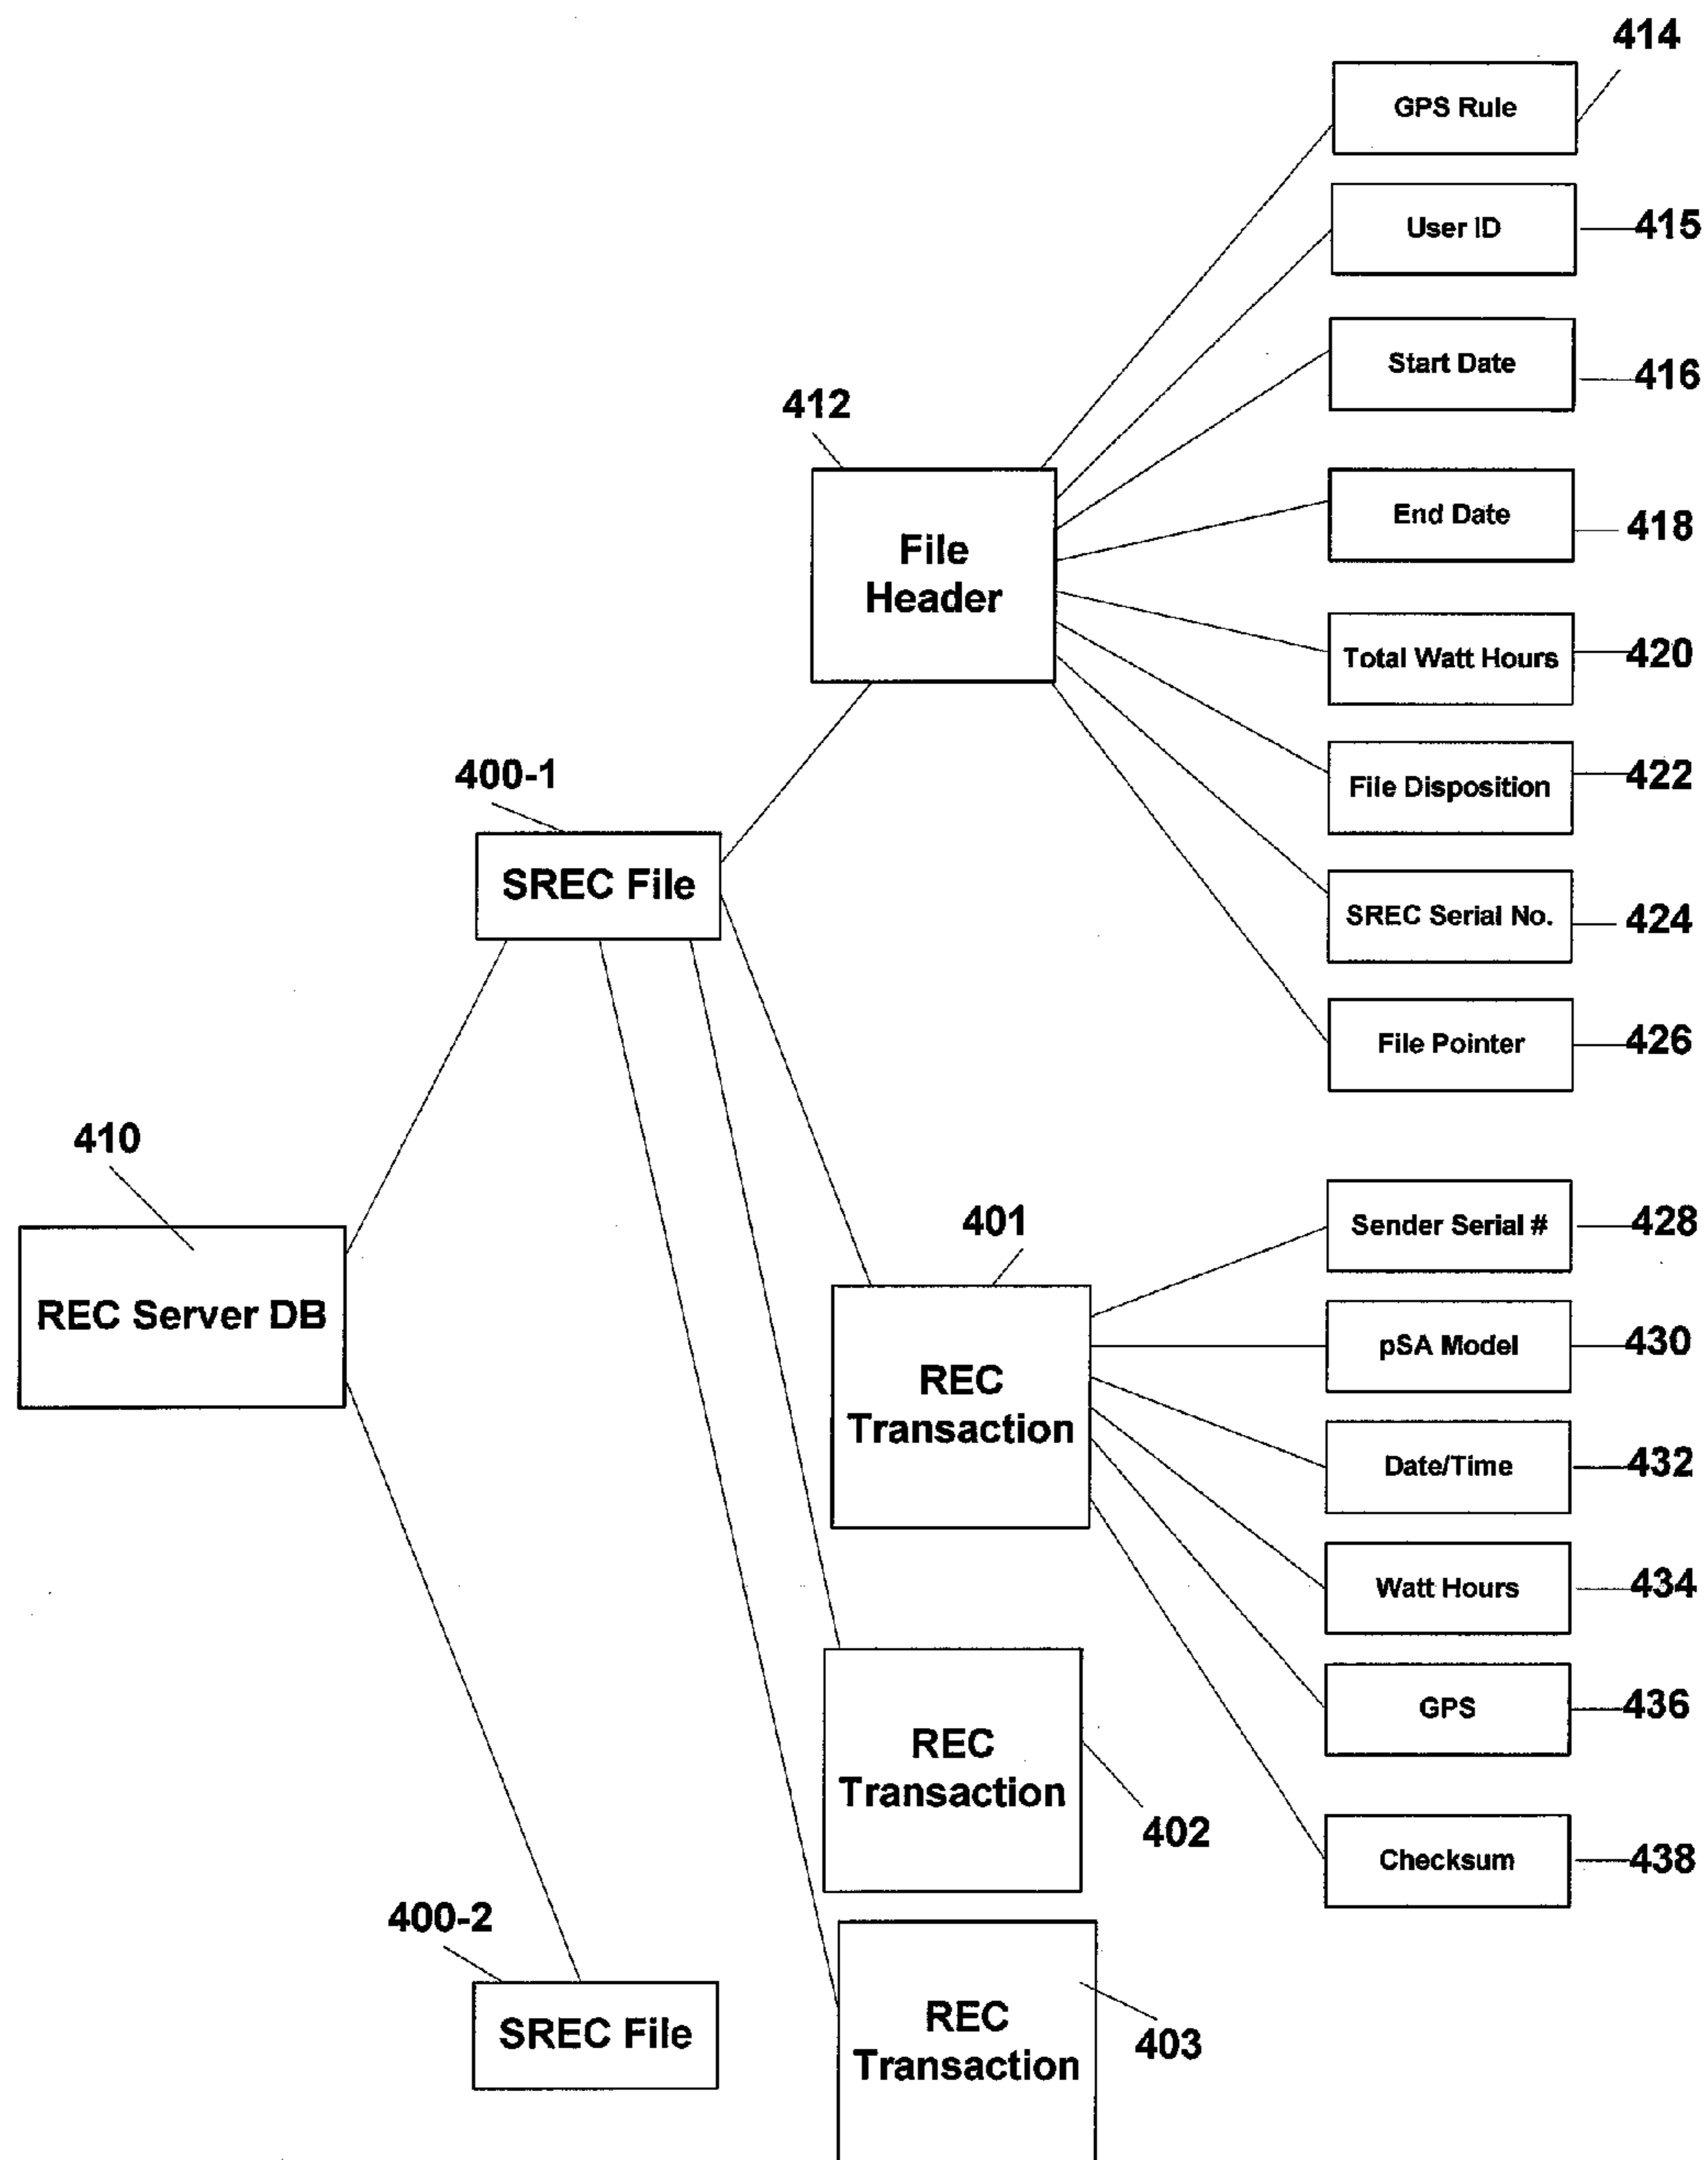 414
GPS Rule
User ID
415
Start Date
416
412
End Date
418
File
Header
Total Watt Hours
420
400-1
File Disposition
422
SREC File
SREC Serial No.
424
File Pointer
426
410
REC Server DB
401
Sender Serial #
428
REC
Transaction
pSA Model
430
Date/Time
432
Watt Hours
434
GPS
436
REC
Transaction
402
Checksum
438
400-2
SREC File
REC
Transaction
403